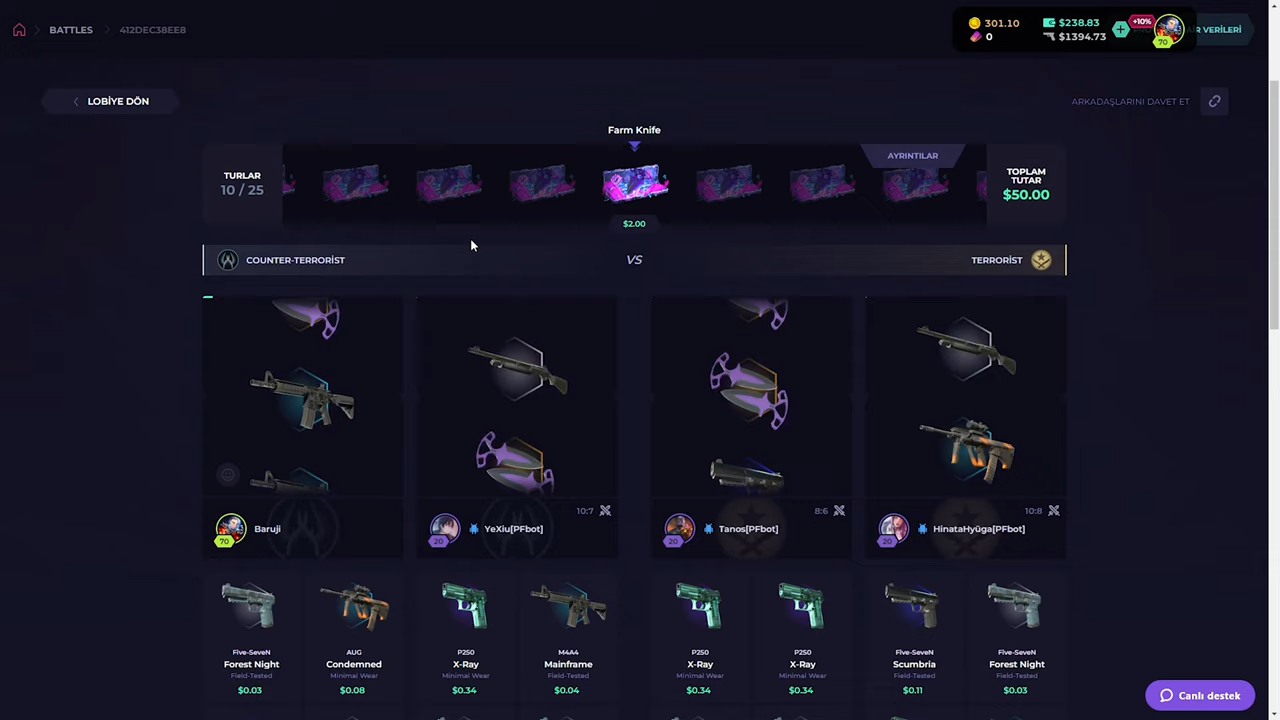 BATTLES
412DEC38EE8
301.10
0
$238.83
$1394.73
+10%
70
İR VERİLERİ
LOBİYE DÖN
ARKADAŞLARINI DAVET ET
Farm Knife
TURLAR
10 / 25
AYRINTILAR
TOPLAM
TUTAR
$50.00
$2.00
COUNTER-TERRORİST
VS
TERRORİST
70
Baruji
10:7
20
YeXiu[PFbot]
8:6
20
Tanos[PFbot]
10:8
20
HinataHyūga[PFbot]
Five-SeveN
Forest Night
Field-Tested
$0.03
AUG
Condemned
Minimal Wear
$0.08
P250
X-Ray
Minimal Wear
$0.34
M4A4
Mainframe
Field-Tested
$0.04
P250
X-Ray
Minimal Wear
$0.34
P250
X-Ray
Minimal Wear
$0.34
Five-SeveN
Scumbria
Field-Tested
$0.11
Five-SeveN
Forest Night
Field-Tested
$0.03
Canlı destek